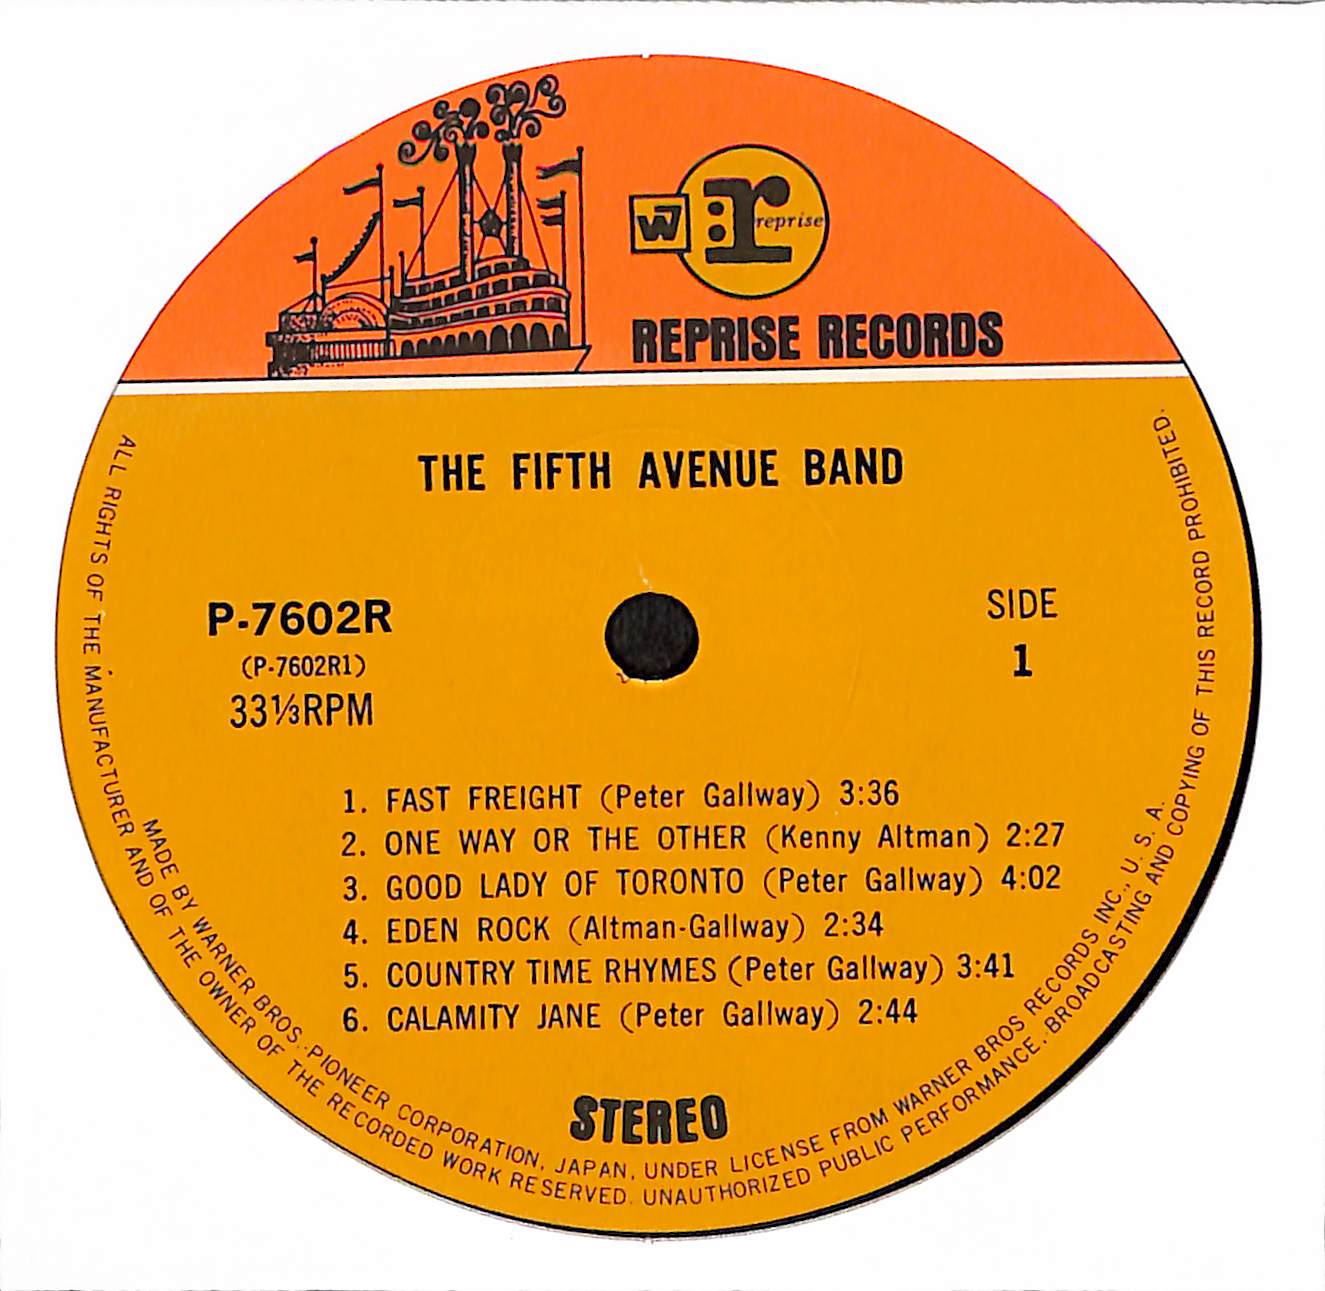 W
:r reprise
REPRISE RECORDS
THE FIFTH AVENUE BAND
P-7602R
(P-7602R1)
33⅓RPM
SIDE
1
1. FAST FREIGHT (Peter Gallway) 3:36
2. ONE WAY OR THE OTHER (Kenny Altman) 2:27
3. GOOD LADY OF TORONTO (Peter Gallway) 4:02
4. EDEN ROCK (Altman-Gallway) 2:34
5. COUNTRY TIME RHYMES (Peter Gallway) 3:41
6. CALAMITY JANE (Peter Gallway) 2:44
STEREO
MADE BY WARNER BROS.-PIONEER CORPORATION, JAPAN, UNDER LICENSE FROM WARNER BROS RECORDS INC., U. S. A.
ALL RIGHTS OF THE MANUFACTURER AND OF THE OWNER OF THE RECORDED WORK RESERVED. UNAUTHORIZED PUBLIC PERFORMANCE, BROADCASTING AND COPYING OF THIS RECORD PROHIBITED.